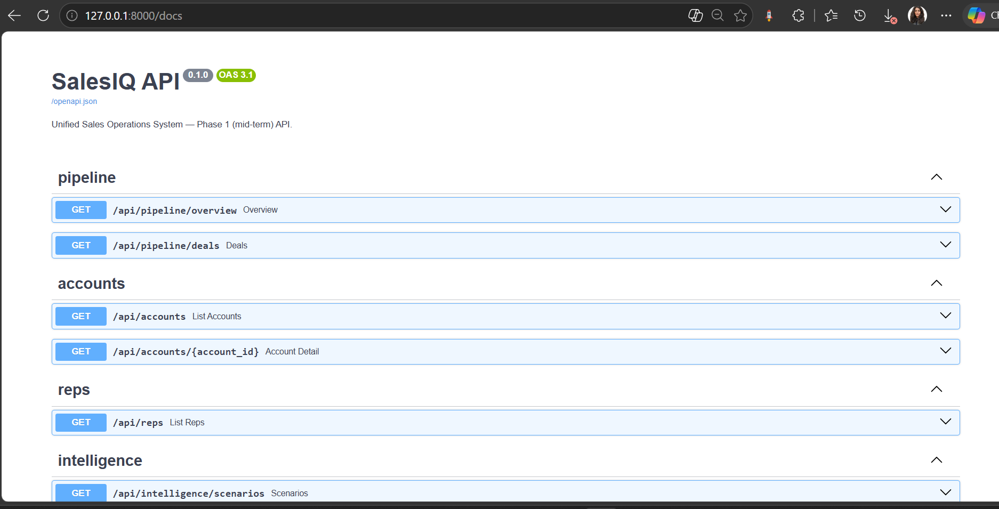 127.0.0.1:8000/docs
SalesIQ API 0.1.0 OAS 3.1
/openapi.json
Unified Sales Operations System — Phase 1 (mid-term) API.
pipeline
GET /api/pipeline/overview Overview
GET /api/pipeline/deals Deals
accounts
GET /api/accounts List Accounts
GET /api/accounts/{account_id} Account Detail
reps
GET /api/reps List Reps
intelligence
GET /api/intelligence/scenarios Scenarios